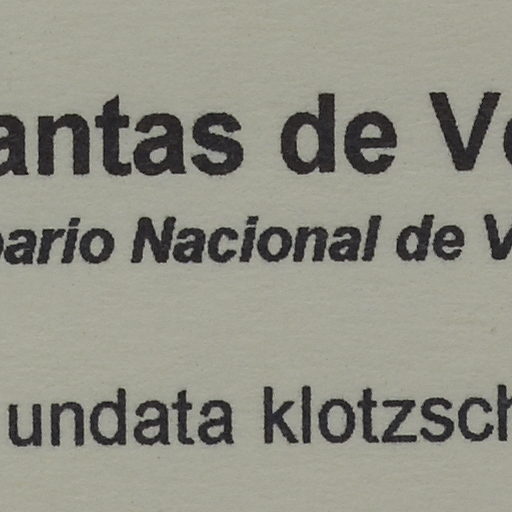 antas de Ve
bario Nacional de V
undata klotzsch